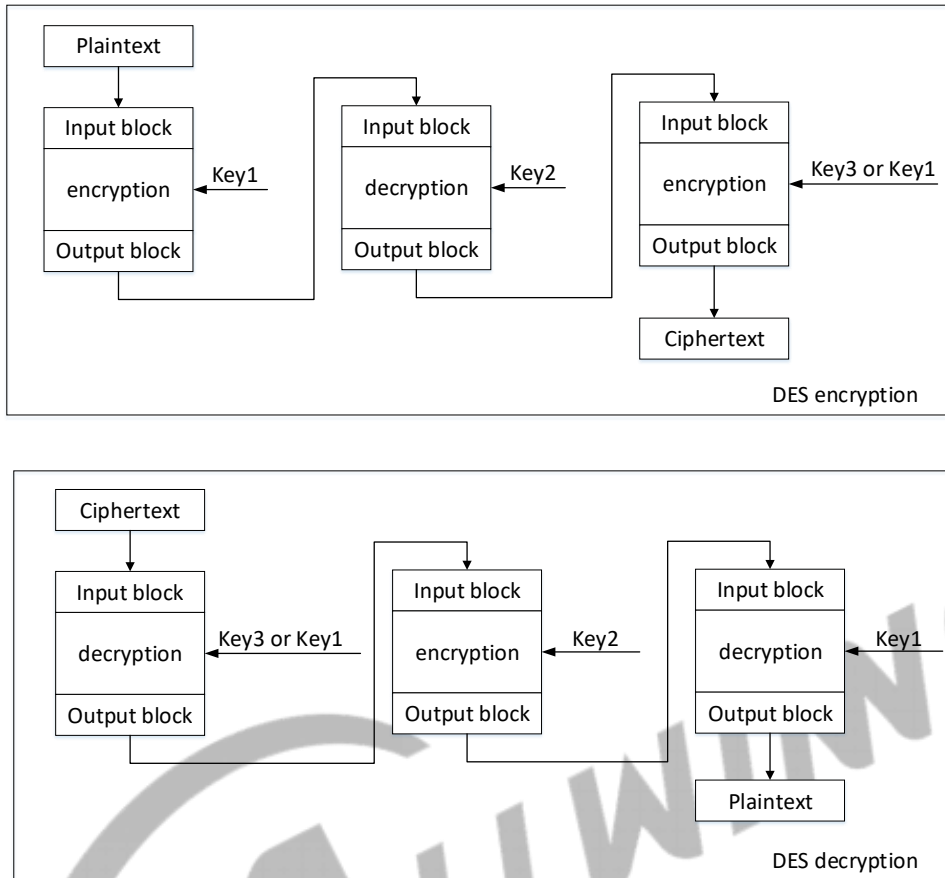 Plaintext
Input block
encryption
Output block
Key1
Input block
decryption
Output block
Key2
Input block
encryption
Output block
Key3 or Key1
Ciphertext
DES encryption
Ciphertext
Input block
decryption
Output block
Key3 or Key1
Input block
encryption
Output block
Key2
Input block
decryption
Output block
Key1
Plaintext
DES decryption